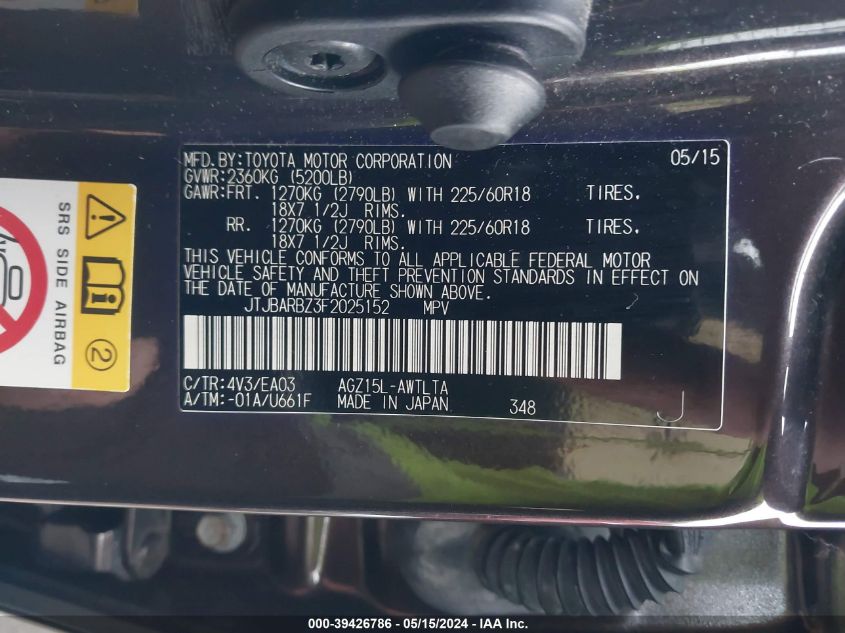 MFD.BY:TOYOTA MOTOR CORPORATION 05/15
GVWR:2360KG (5200LB)
GAWR:FRT. 1270KG (2790LB) WITH 225/60R18 TIRES.
18X7 1/2J RIMS.
RR. 1270KG (2790LB) WITH 225/60R18 TIRES.
18X7 1/2J RIMS.
THIS VEHICLE CONFORMS TO ALL APPLICABLE FEDERAL MOTOR
VEHICLE SAFETY AND THEFT PREVENTION STANDARDS IN EFFECT ON
THE DATE OF MANUFACTURE SHOWN ABOVE.
JTJBARBZ3F2025152 MPV
C/TR:4V3/EA03 AGZ15L-AWTLTA
A/TM:-01A/U661F MADE IN JAPAN 348
SRS SIDE AIRBAG
2
000-39426786 - 05/15/2024 - IAA, Inc.